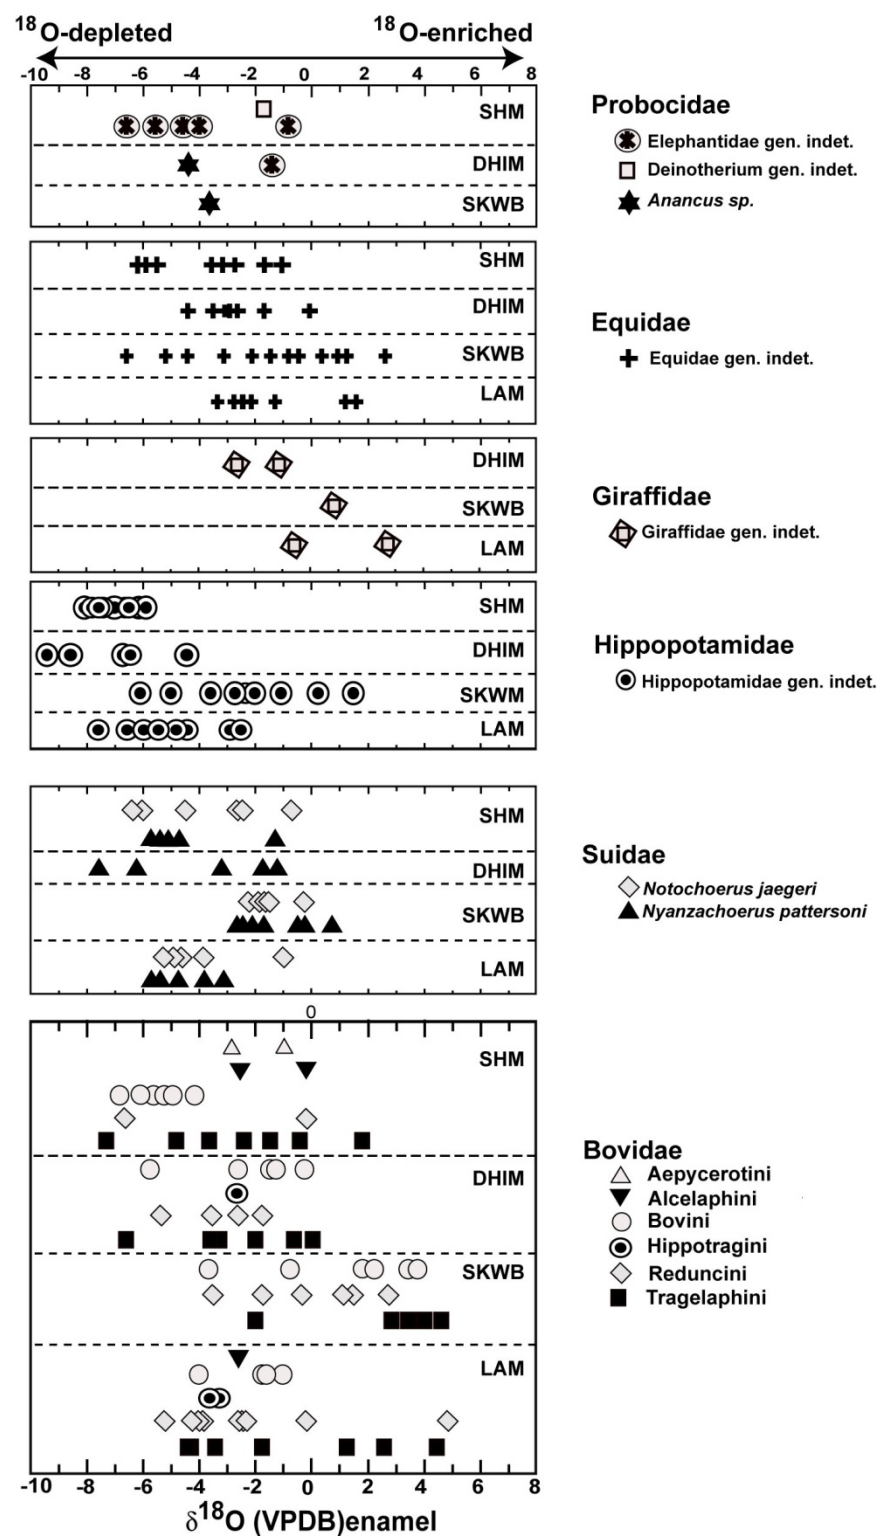 18O-depleted 18O-enriched
-10 -8 -6 -4 -2 0 2 4 6 8
SHM
DHIM
SKWB
Probocidae
Elephantidae gen. indet.
Deinotherium gen. indet.
Anancus sp.
SHM
DHIM
SKWB
LAM
Equidae
Equidae gen. indet.
DHIM
SKWB
LAM
Giraffidae
Giraffidae gen. indet.
SHM
DHIM
SKWM
LAM
Hippopotamidae
Hippopotamidae gen. indet.
SHM
DHIM
SKWB
LAM
Suidae
Notochoerus jaegeri
Nyanzachoerus pattersoni
0
SHM
DHIM
SKWB
LAM
Bovidae
Aepycerotini
Alcelaphini
Bovini
Hippotragini
Reduncini
Tragelaphini
-10 -8 -6 -4 -2 0 2 4 6 8
δ18O (VPDB)enamel